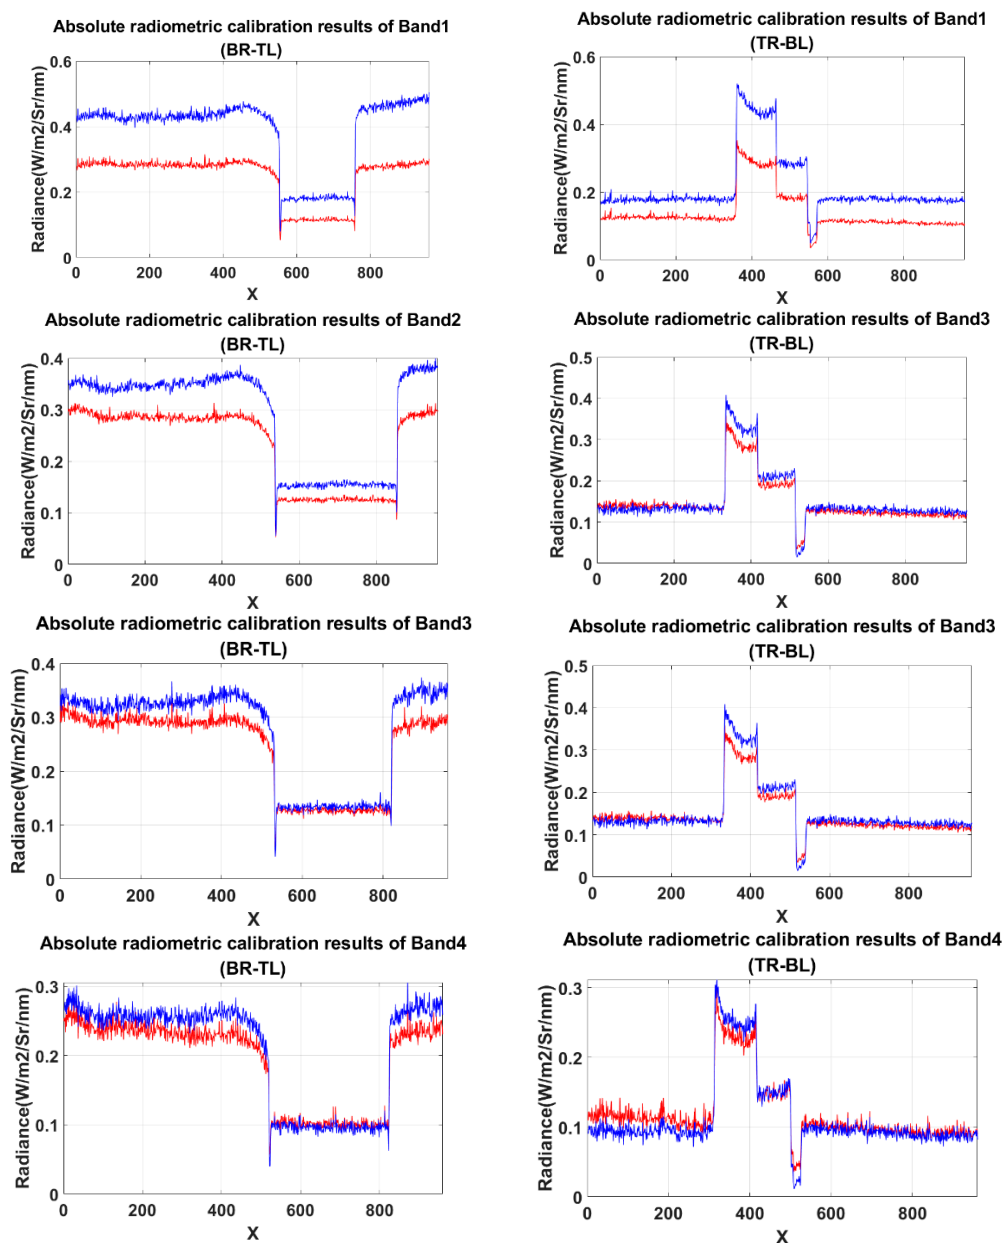 Absolute radiometric calibration results of Band1
(BR-TL)
Radiance(W/m2/Sr/nm)
0.6
0.4
0.2
0
0 200 400 600 800
X
Absolute radiometric calibration results of Band1
(TR-BL)
Radiance(W/m2/Sr/nm)
0.6
0.4
0.2
0
0 200 400 600 800
X
Absolute radiometric calibration results of Band2
(BR-TL)
Radiance(W/m2/Sr/nm)
0.4
0.3
0.2
0.1
0
0 200 400 600 800
X
Absolute radiometric calibration results of Band3
(TR-BL)
Radiance(W/m2/Sr/nm)
0.5
0.4
0.3
0.2
0.1
0
0 200 400 600 800
X
Absolute radiometric calibration results of Band3
(BR-TL)
Radiance(W/m2/Sr/nm)
0.4
0.3
0.2
0.1
0
0 200 400 600 800
X
Absolute radiometric calibration results of Band3
(TR-BL)
Radiance(W/m2/Sr/nm)
0.5
0.4
0.3
0.2
0.1
0
0 200 400 600 800
X
Absolute radiometric calibration results of Band4
(BR-TL)
Radiance(W/m2/Sr/nm)
0.3
0.2
0.1
0
0 200 400 600 800
X
Absolute radiometric calibration results of Band4
(TR-BL)
Radiance(W/m2/Sr/nm)
0.3
0.2
0.1
0
0 200 400 600 800
X